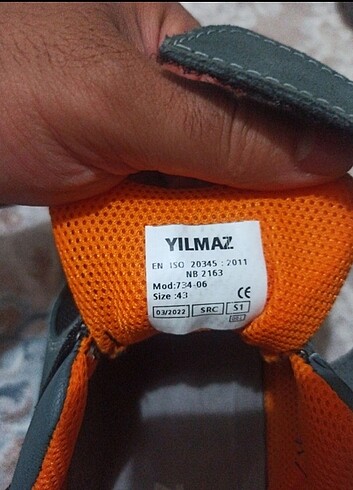 YILMAZ
EN ISO 20345 : 2011
NB 2163
Mod:734-06
Size :43 CE
03/2022 SRC S1